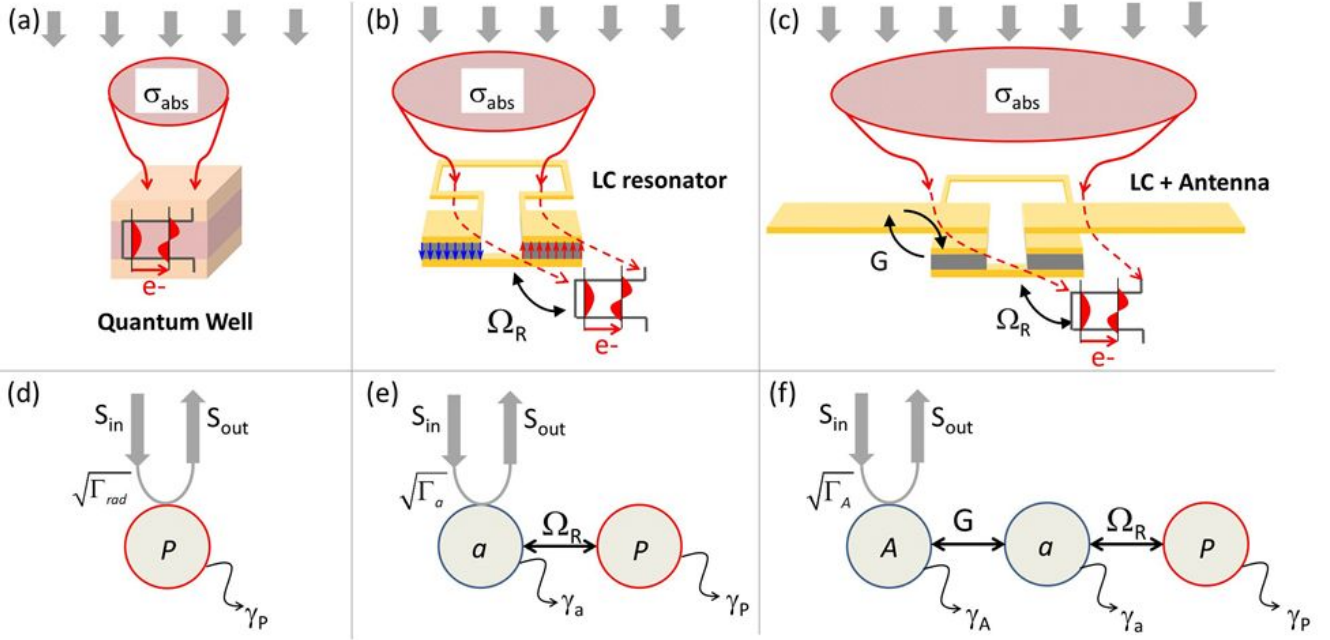 (a)
σabs
e-
Quantum Well
(b)
σabs
LC resonator
ΩR
e-
(c)
σabs
LC + Antenna
G
ΩR
e-
(d)
Sin
Sout
√Γrad
P
γP
(e)
Sin
Sout
√Γa
ΩR
a
P
γa
γP
(f)
Sin
Sout
√ΓA
G
ΩR
A
a
P
γA
γa
γP